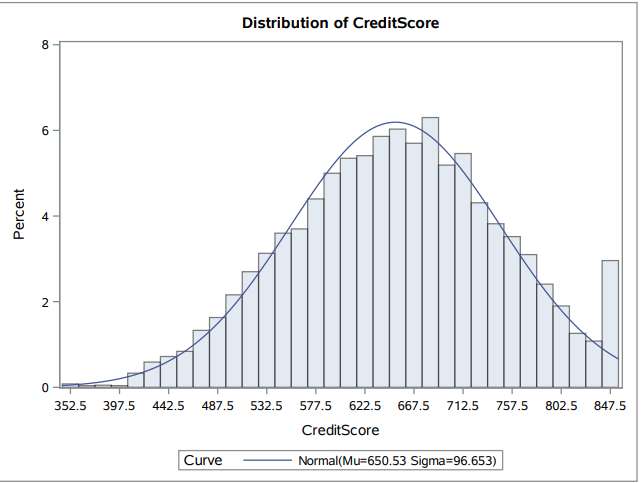 Distribution of CreditScore
8
6
4
2
0
Percent
352.5 397.5 442.5 487.5 532.5 577.5 622.5 667.5 712.5 757.5 802.5 847.5
CreditScore
Curve Normal(Mu=650.53 Sigma=96.653)